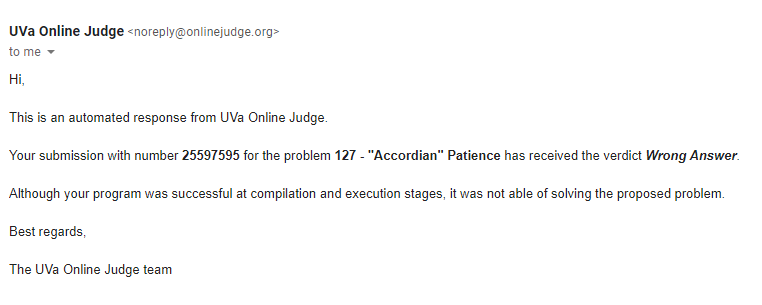 UVa Online Judge <noreply@onlinejudge.org>
to me
Hi,
This is an automated response from UVa Online Judge.
Your submission with number 25597595 for the problem 127 - "Accordian" Patience has received the verdict Wrong Answer.
Although your program was successful at compilation and execution stages, it was not able of solving the proposed problem.
Best regards,
The UVa Online Judge team